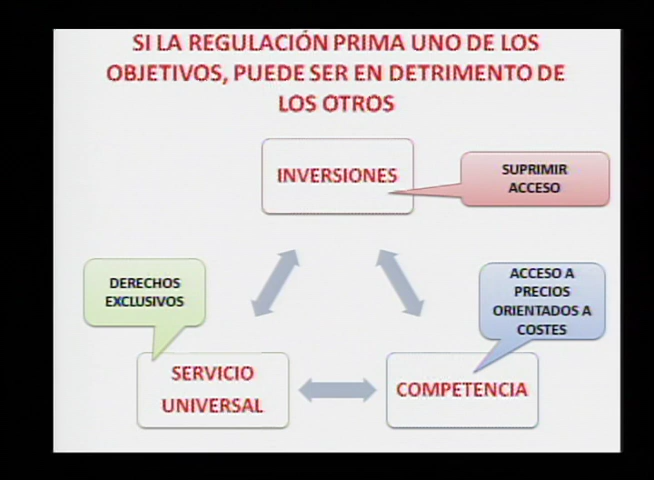 SI LA REGULACIÓN PRIMA UNO DE LOS
OBJETIVOS, PUEDE SER EN DETRIMENTO DE
LOS OTROS
INVERSIONES
SUPRIMIR
ACCESO
DERECHOS
EXCLUSIVOS
ACCESO A
PRECIOS
ORIENTADOS A
COSTES
SERVICIO
UNIVERSAL
COMPETENCIA